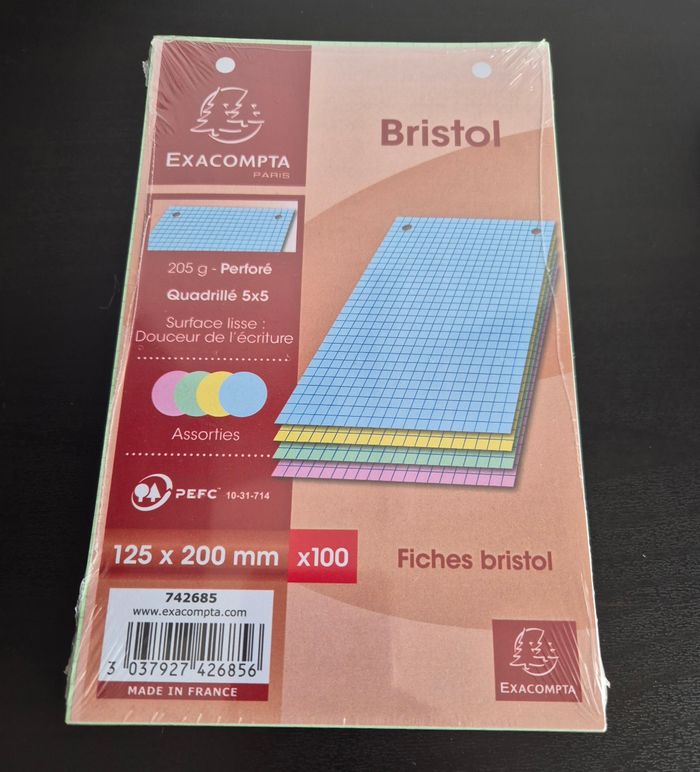 EXACOMPTA
PARIS
Bristol
205 g - Perforé
Quadrillé 5x5
Surface lisse :
Douceur de l'écriture
Assorties
PEFC™ 10-31-714
125 x 200 mm x100
Fiches bristol
742685
www.exacompta.com
3 037927 426856
MADE IN FRANCE
EXACOMPTA